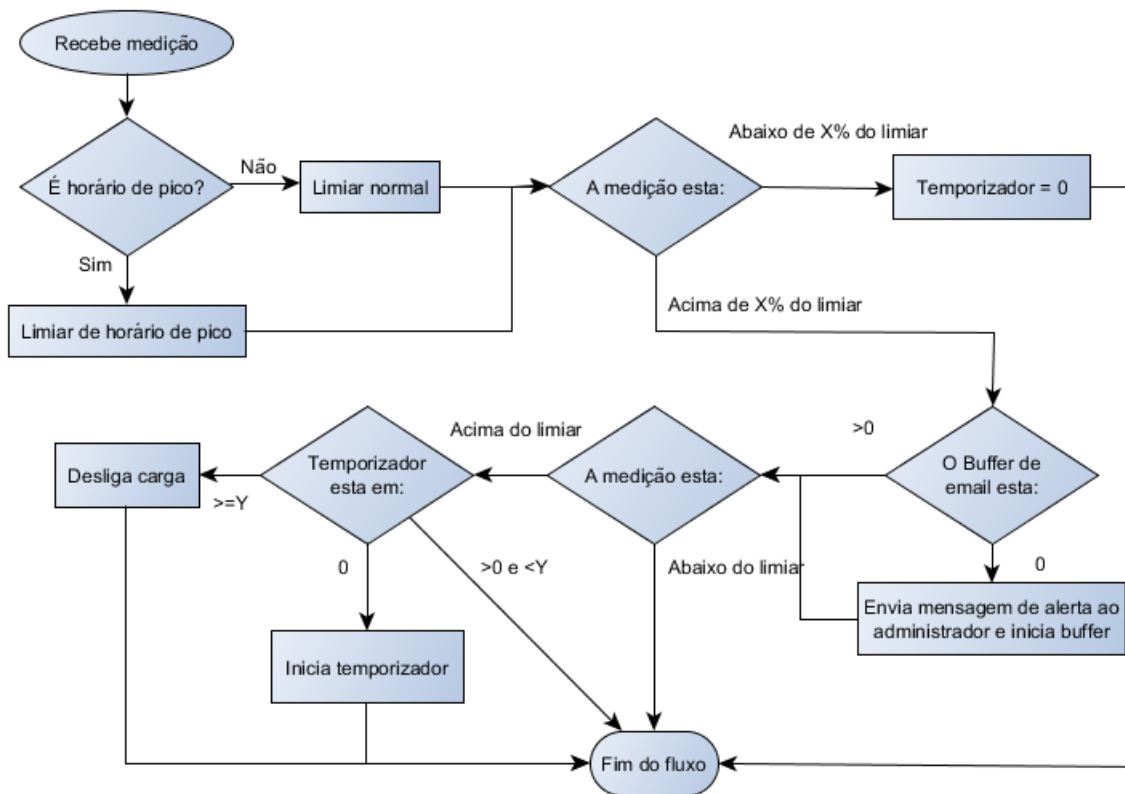 Recebe medição
É horário de pico?
Não
Limiar normal
Sim
Limiar de horário de pico
A medição esta:
Abaixo de X% do limiar
Temporizador = 0
Acima de X% do limiar
O Buffer de
email esta:
>0
0
Envia mensagem de alerta ao
administrador e inicia buffer
A medição esta:
Acima do limiar
Abaixo do limiar
Temporizador
esta em:
>=Y
Desliga carga
0
>0 e <Y
Inicia temporizador
Fim do fluxo